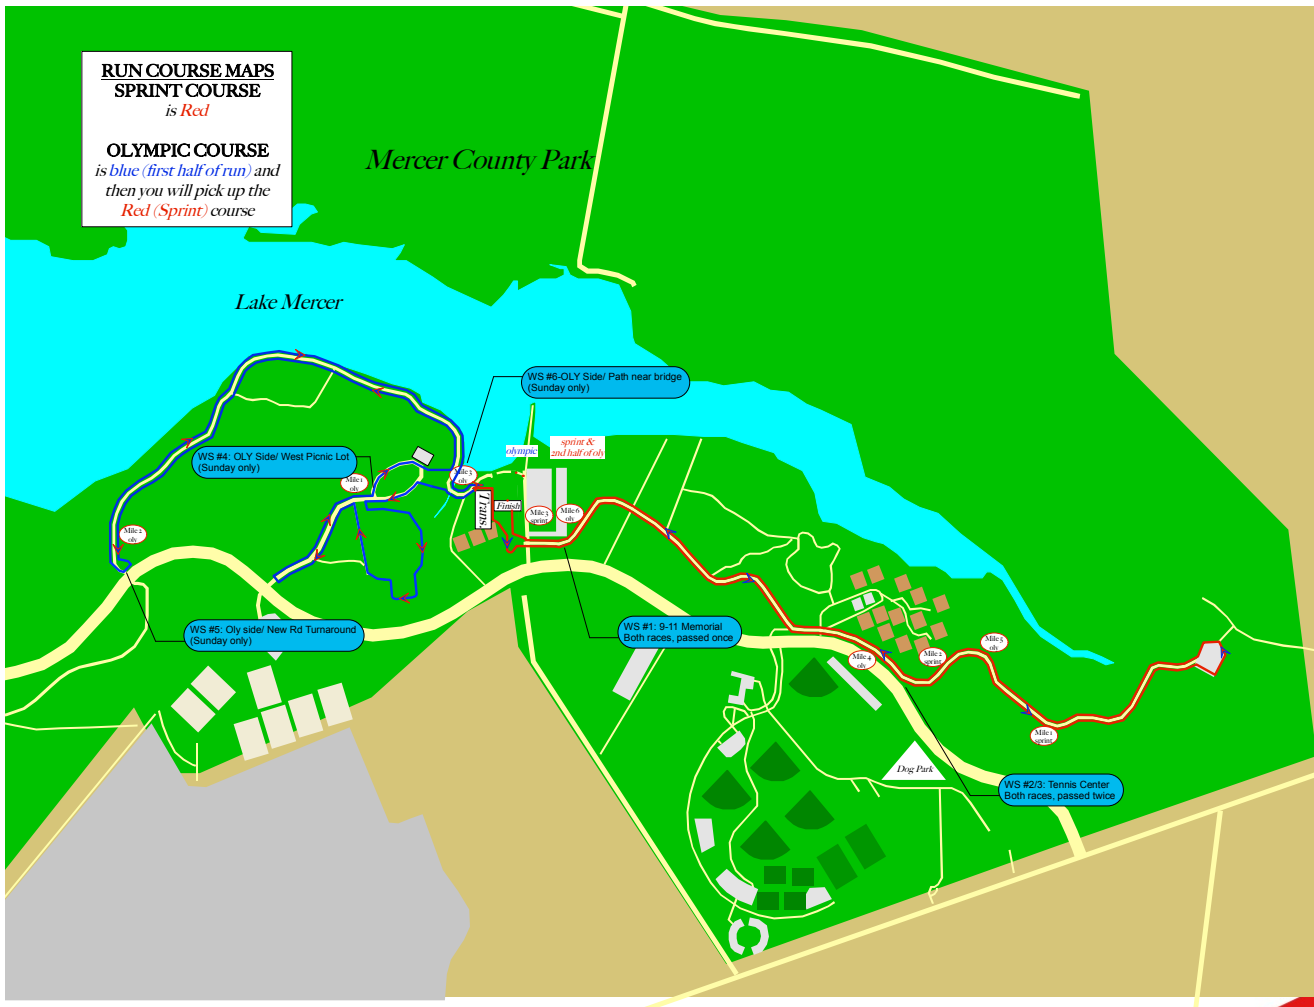 RUN COURSE MAPS
SPRINT COURSE
is Red
OLYMPIC COURSE
is blue (first half of run) and
then you will pick up the
Red (Sprint) course
Mercer County Park
Lake Mercer
WS #6-OLY Side/ Path near bridge
(Sunday only)
olympic
sprint &
2nd half of oly
WS #4: OLY Side/ West Picnic Lot
(Sunday only)
Mile 1
oly
Mile 3
oly
Trans.
Finish
Mile 3
sprint
Mile 6
oly
Mile 2
oly
WS #5: Oly side/ New Rd Turnaround
(Sunday only)
WS #1: 9-11 Memorial
Both races, passed once
Mile 4
oly
Mile 2
sprint
Mile 5
oly
Mile 1
sprint
Dog Park
WS #2/3: Tennis Center
Both races, passed twice